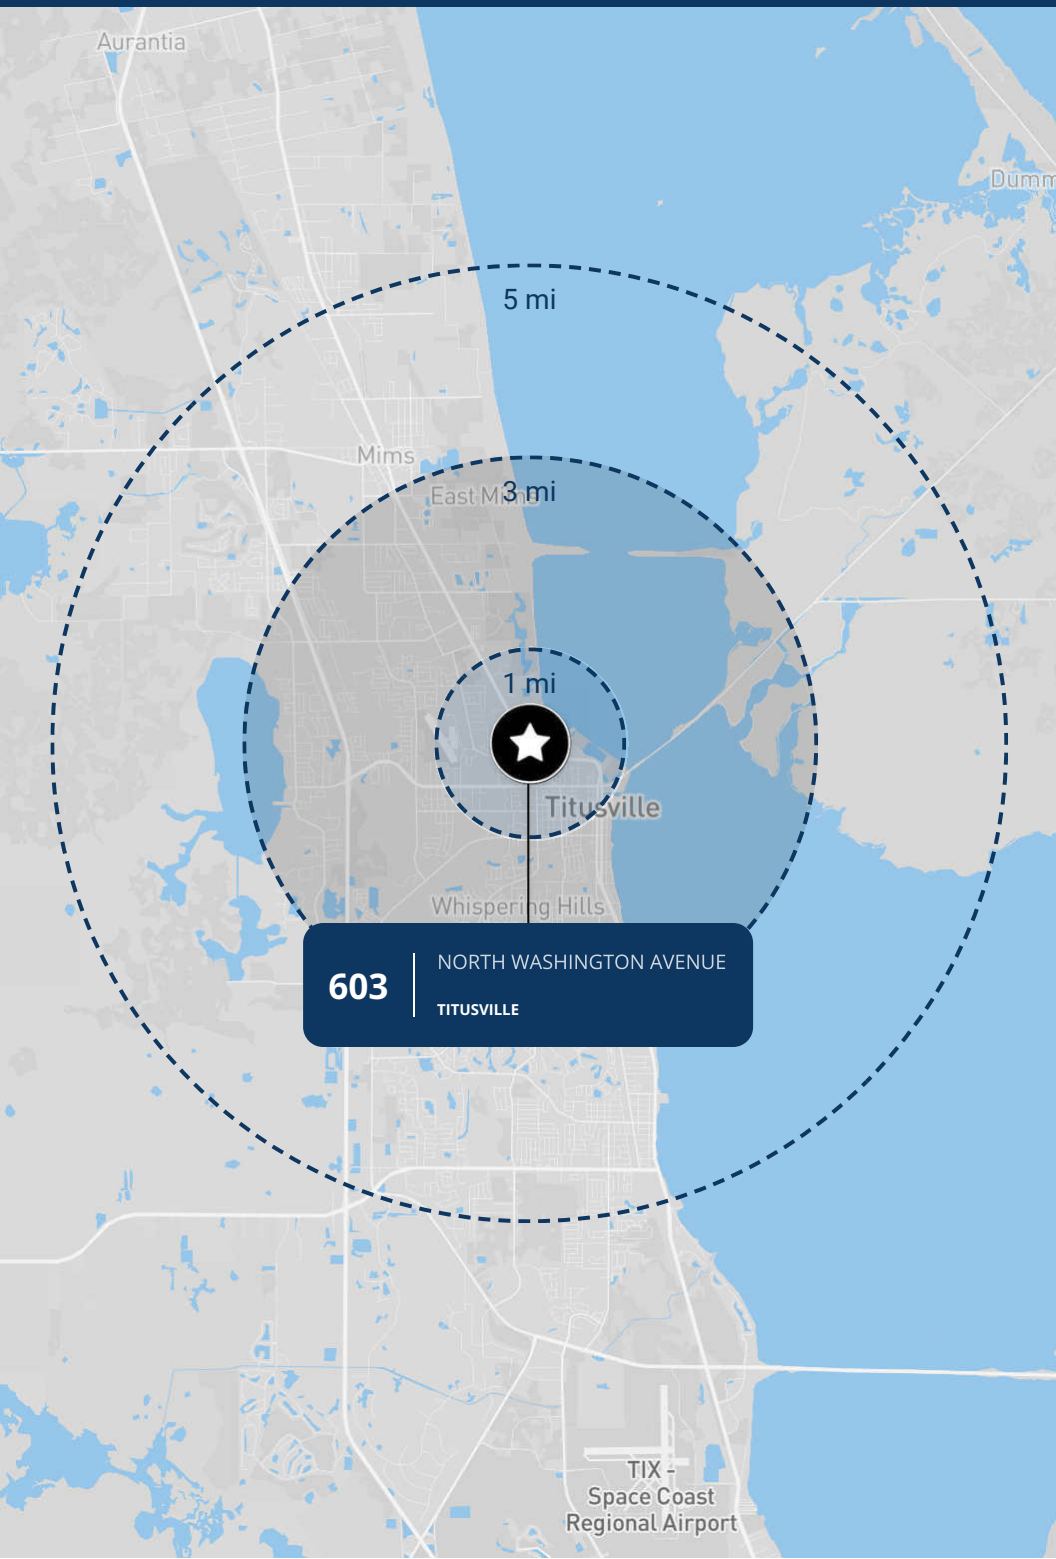 Aurantia
Dumm
5 mi
Mims
East Mims
3 mi
1 mi
Titusville
Whispering Hills
603
NORTH WASHINGTON AVENUE
TITUSVILLE
TIX -
Space Coast
Regional Airport